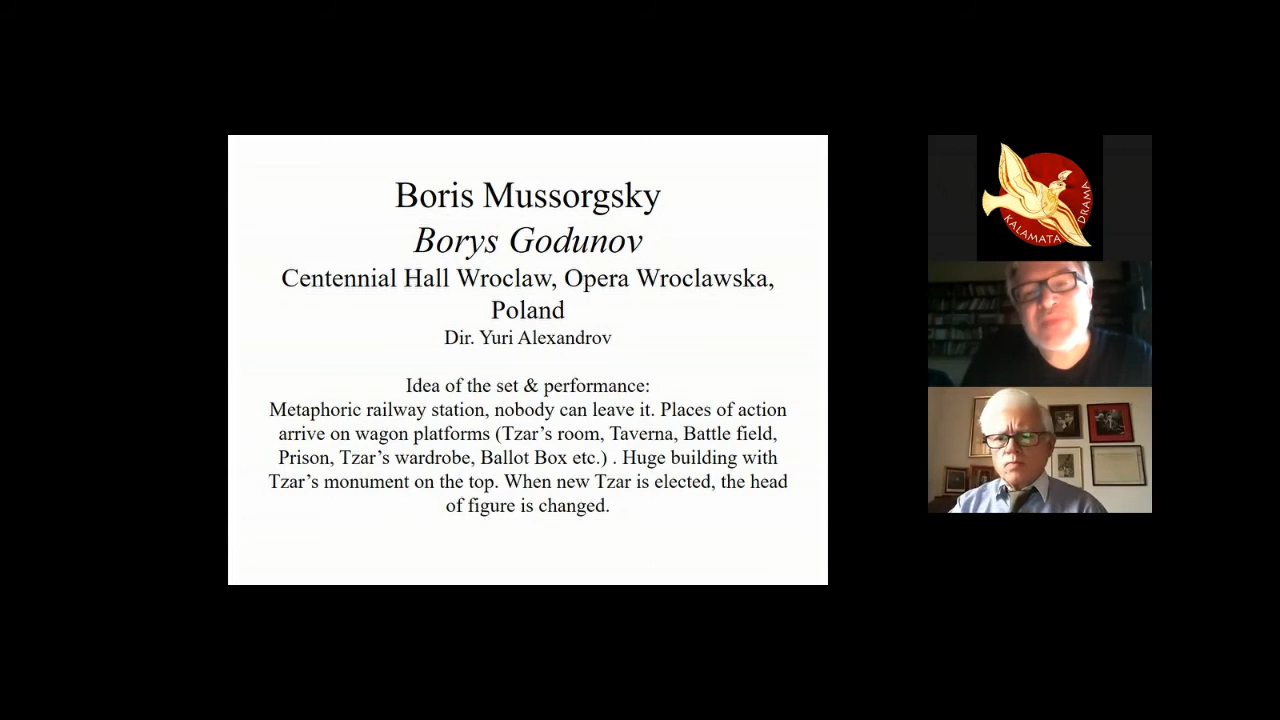 Boris Mussorgsky
Borys Godunov
Centennial Hall Wroclaw, Opera Wroclawska,
Poland
Dir. Yuri Alexandrov
Idea of the set & performance:
Metaphoric railway station, nobody can leave it. Places of action
arrive on wagon platforms (Tzar’s room, Taverna, Battle field,
Prison, Tzar’s wardrobe, Ballot Box etc.) . Huge building with
Tzar’s monument on the top. When new Tzar is elected, the head
of figure is changed.
KALAMATA DRAMA